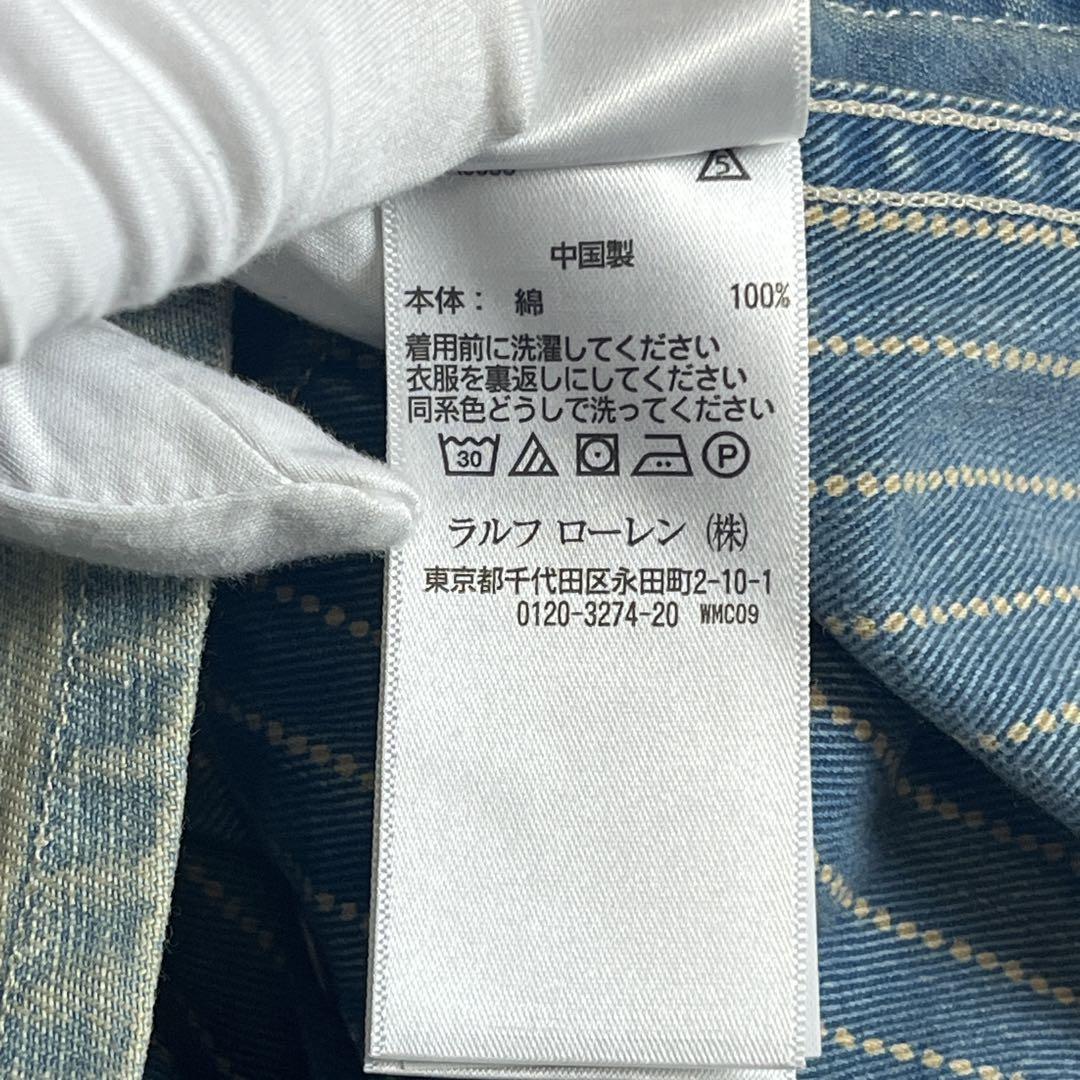 5
中国製
本体: 綿 100%
着用前に洗濯してください
衣服を裏返しにしてください
同系色どうしで洗ってください
30 P
ラルフ ローレン (株)
東京都千代田区永田町2-10-1
0120-3274-20 WMC09